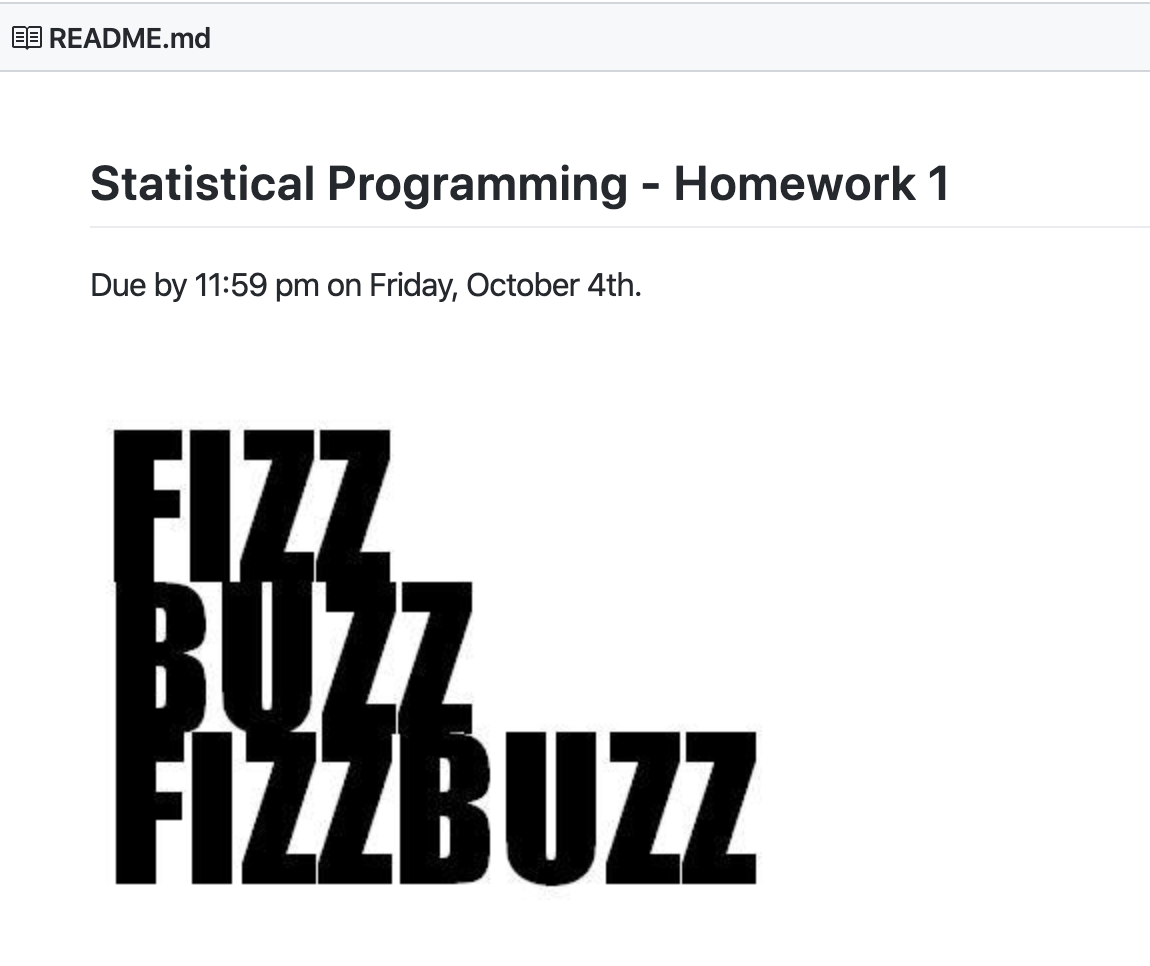 README.md
Statistical Programming - Homework 1
Due by 11:59 pm on Friday, October 4th.
FIZZ
BUZZ
FIZZBUZZ